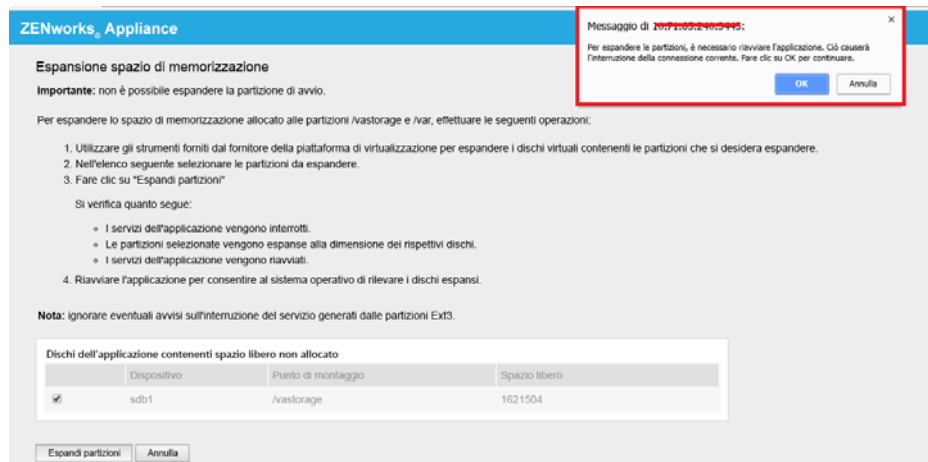 ZENworks® Appliance
Messaggio di
Per espandere le partizioni, è necessario riavviare l'applicazione. Ciò causerà
l'interruzione della connessione corrente. Fare clic su OK per continuare.
OK Annulla
Espansione spazio di memorizzazione
Importante: non è possibile espandere la partizione di avvio.
Per espandere lo spazio di memorizzazione allocato alle partizioni /vastorage e /var, effettuare le seguenti operazioni:
1. Utilizzare gli strumenti forniti dal fornitore della piattaforma di virtualizzazione per espandere i dischi virtuali contenenti le partizioni che si desidera espandere.
2. Nell'elenco seguente selezionare le partizioni da espandere.
3. Fare clic su "Espandi partizioni"
Si verifica quanto segue:
I servizi dell'applicazione vengono interrotti.
Le partizioni selezionate vengono espanse alla dimensione dei rispettivi dischi.
I servizi dell'applicazione vengono riavviati.
4. Riavviare l'applicazione per consentire al sistema operativo di rilevare i dischi espansi.
Nota: ignorare eventuali avvisi sull'interruzione del servizio generati dalle partizioni Ext3.
Dischi dell'applicazione contenenti spazio libero non allocato
Dispositivo Punto di montaggio Spazio libero
sdb1 /vastorage 1621504
Espandi partizioni Annulla